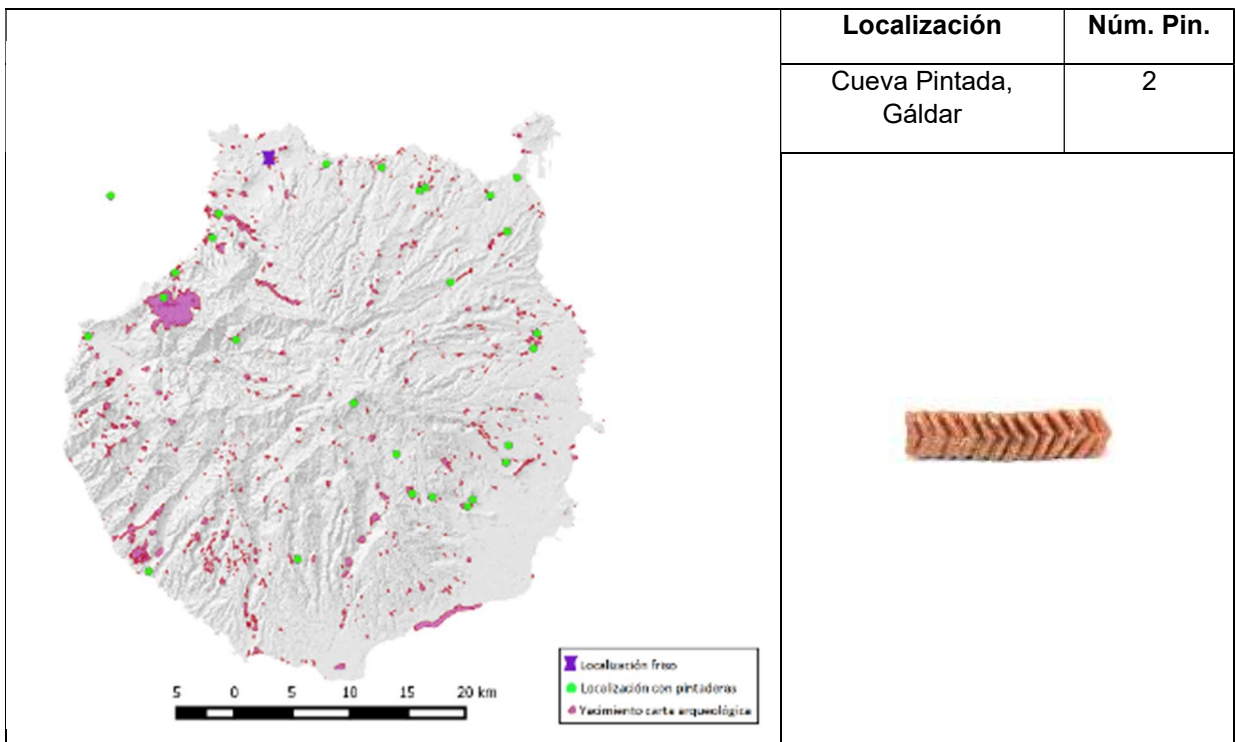 Localización Núm. Pin.
Cueva Pintada, 2
Gáldar
Localización friso
Localización con pintaderas
Yacimiento carta arqueológica
5 0 5 10 15 20 km